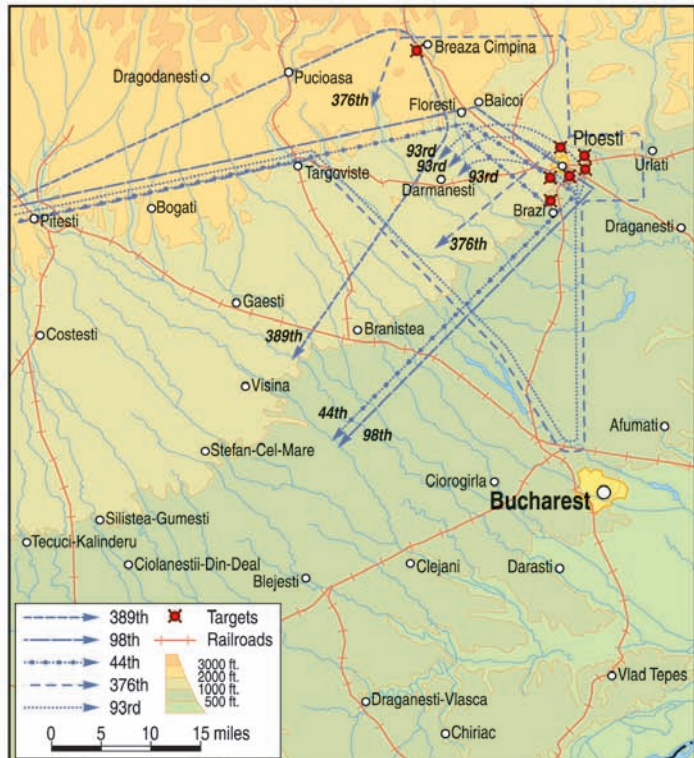 Breaza Cimpina
Dragodanesti
Pucioasa
376th
Floresti
Baicoi
93rd
93rd
93rd
Ploesti
Urlati
Targoviste
Darmanesti
Brazi
Draganesti
Pitesti
Bogati
376th
Gaesti
Costesti
389th
Branistea
Visina
44th
98th
Afumati
Stefan-Cel-Mare
Ciorogirla
Bucharest
Silistea-Gumesti
Tecuci-Kalinderu
Ciolanestii-Din-Deal
Blejesti
Clejani
Darasti
389th
98th
44th
376th
93rd
Targets
Railroads
3000 ft.
2000 ft.
1000 ft.
500 ft.
0 5 10 15 miles
Draganesti-Vlasca
Chiriac
Vlad Tepes